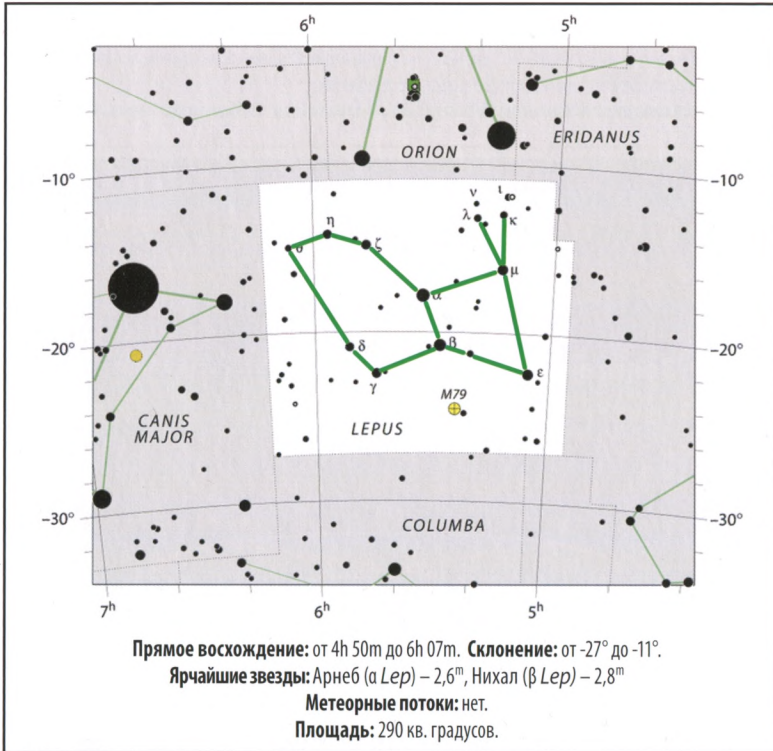 6h 5h
ERIDANUS
ORION
−10° −10°
ν ι
λ κ
η
ζ
θ
μ
α
−20° −20°
δ β
γ ε
M79
CANIS
MAJOR
LEPUS
−30° −30°
COLUMBA
7h 6h 5h
Прямое восхождение: от 4h 50m до 6h 07m. Склонение: от -27° до -11°.
Ярчайшие звезды: Арнеб (α Lep) – 2,6m, Нихал (β Lep) – 2,8m
Метеорные потоки: нет.
Площадь: 290 кв. градусов.